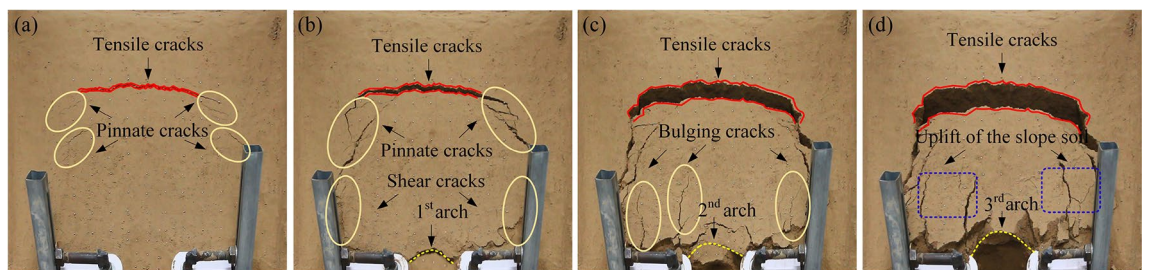 (a)
Tensile cracks
Pinnate cracks
(b)
Tensile cracks
Pinnate cracks
Shear cracks
1st arch
(c)
Tensile cracks
Bulging cracks
2nd arch
(d)
Tensile cracks
Uplift of the slope soil
3rd arch